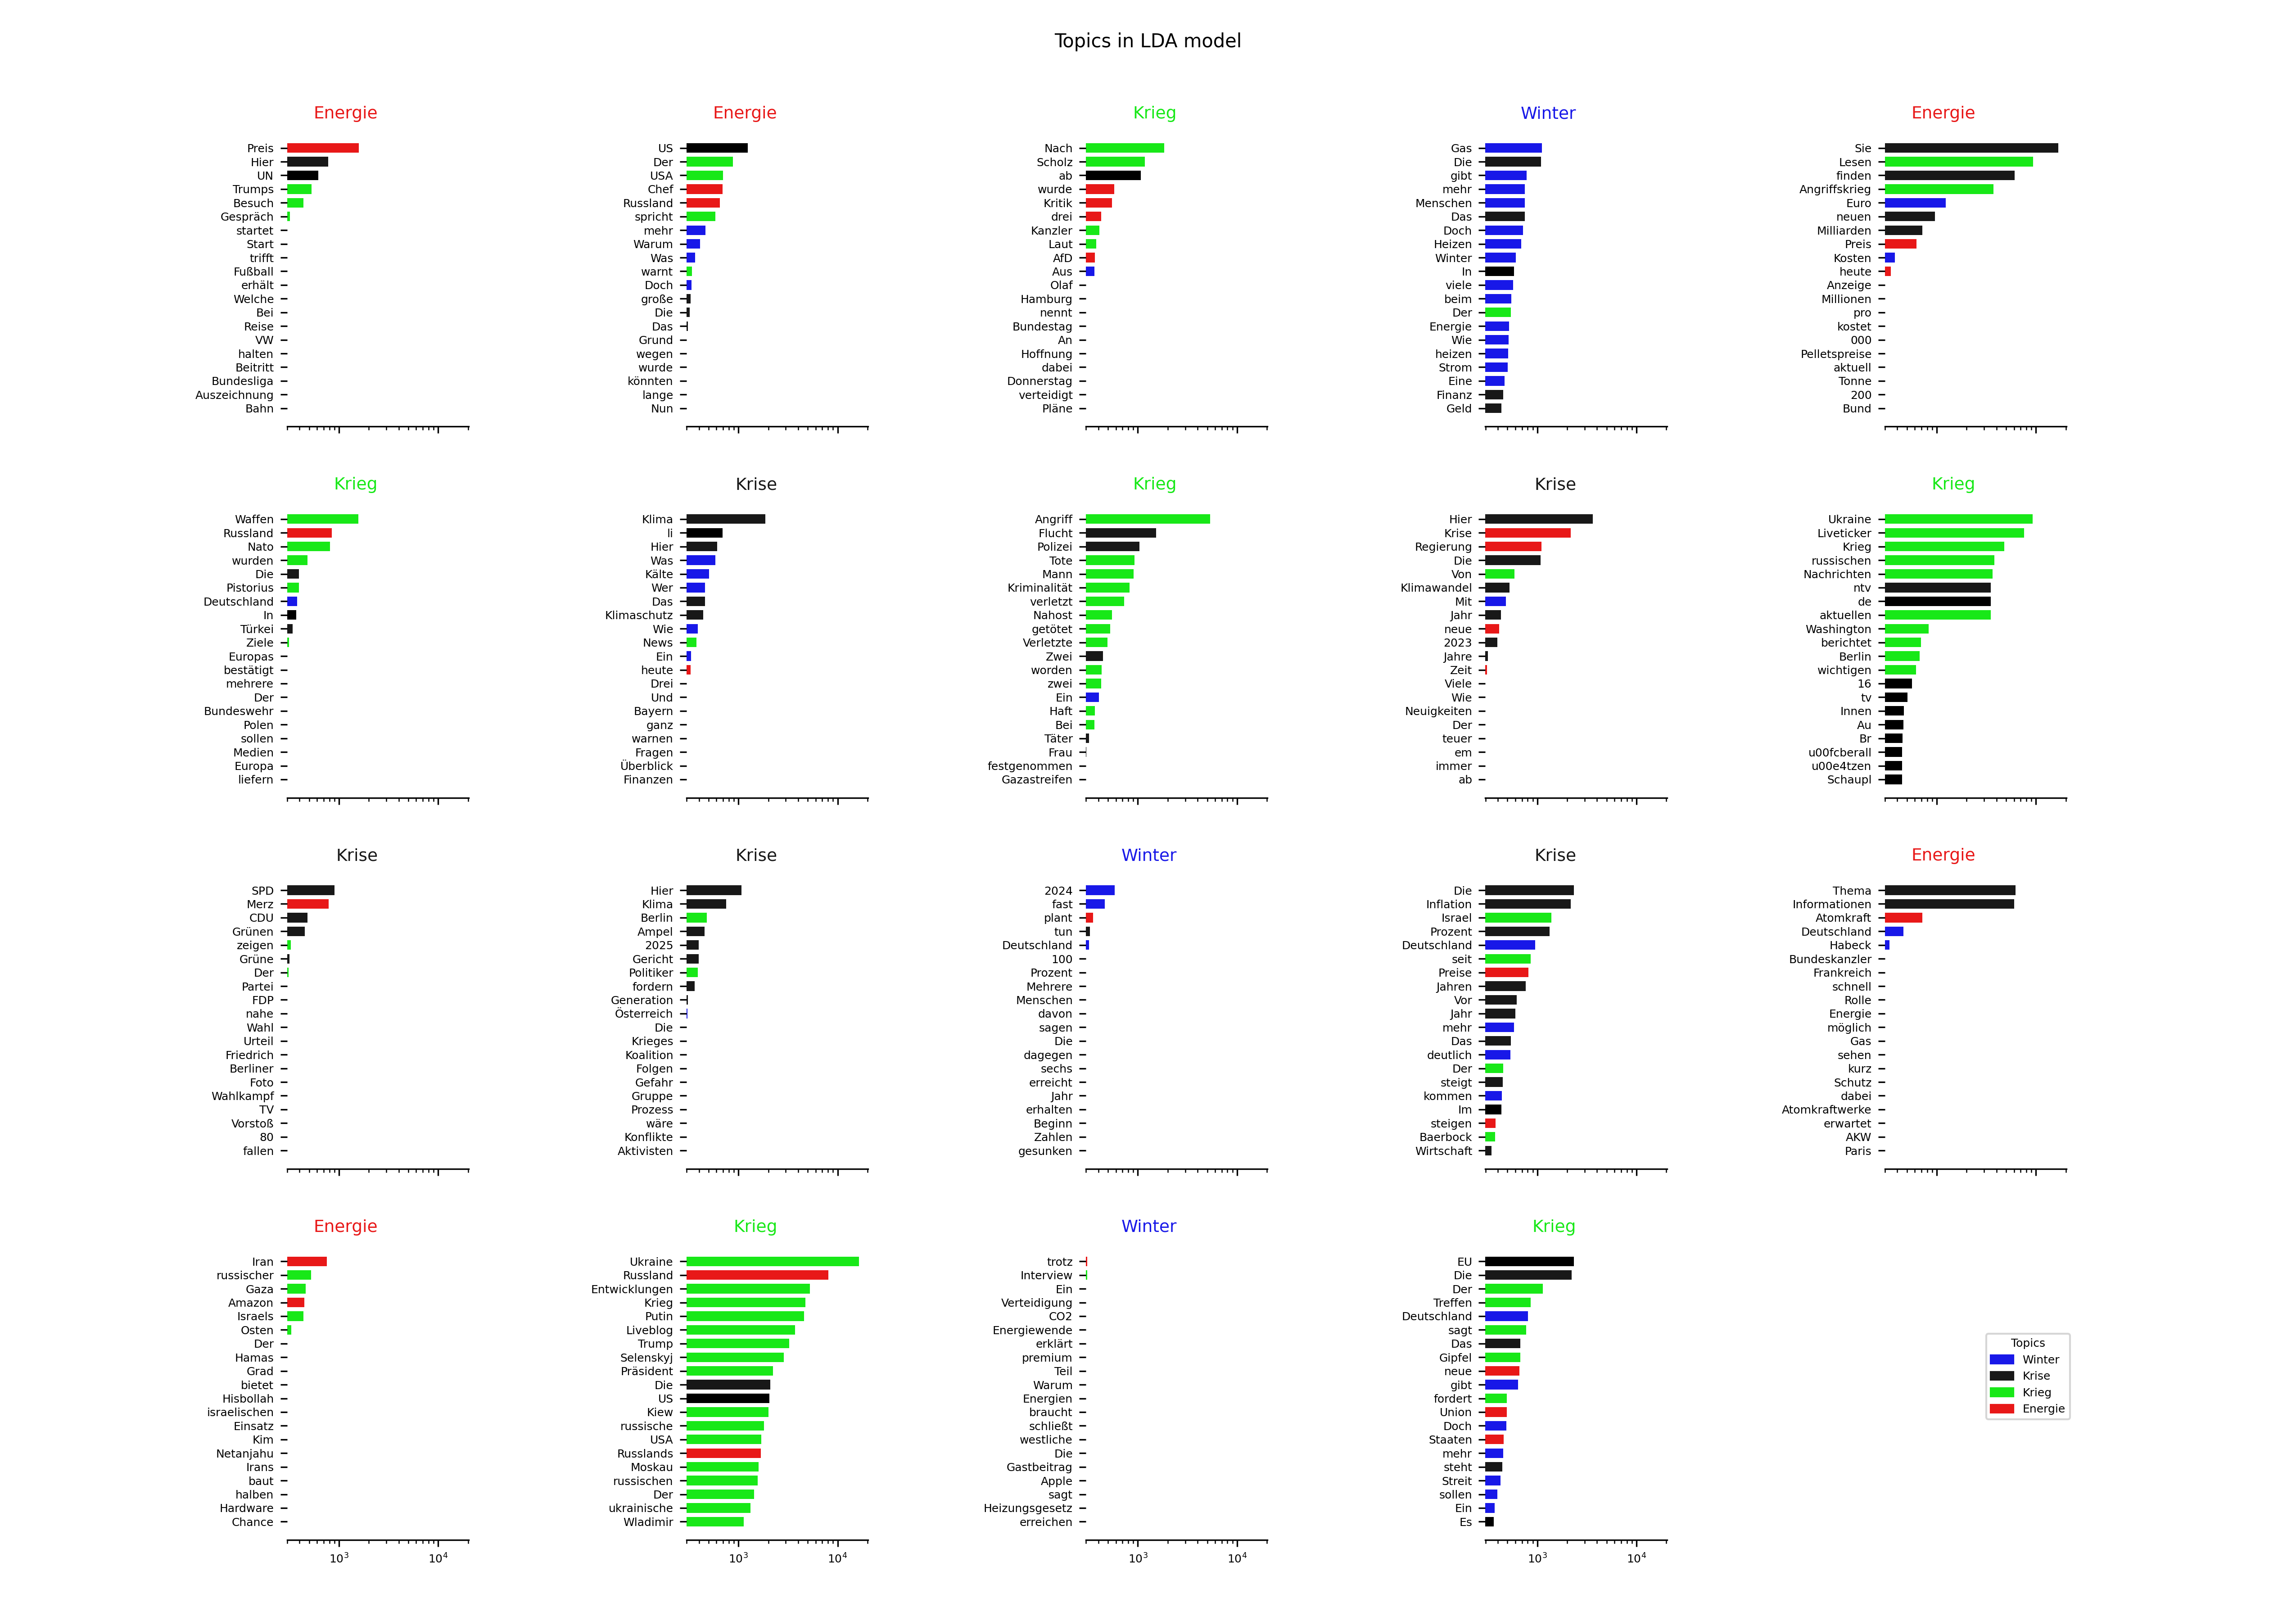 Topics in LDA model
Energie
Preis
Hier
UN
Trumps
Besuch
Gespräch
startet
Start
trifft
Fußball
erhält
Welche
Bei
Reise
VW
halten
Beitritt
Bundesliga
Auszeichnung
Bahn
Energie
US
Der
USA
Chef
Russland
spricht
mehr
Warum
Was
warnt
Doch
große
Die
Das
Grund
wegen
wurde
könnten
lange
Nun
Krieg
Nach
Scholz
ab
wurde
Kritik
drei
Kanzler
Laut
AfD
Aus
Olaf
Hamburg
nennt
Bundestag
An
Hoffnung
dabei
Donnerstag
verteidigt
Pläne
Winter
Gas
Die
gibt
mehr
Menschen
Das
Doch
Heizen
Winter
In
viele
beim
Der
Energie
Wie
heizen
Strom
Eine
Finanz
Geld
Energie
Sie
Lesen
finden
Angriffskrieg
Euro
neuen
Milliarden
Preis
Kosten
heute
Anzeige
Millionen
pro
kostet
000
Pelletspreise
aktuell
Tonne
200
Bund
Krieg
Waffen
Russland
Nato
wurden
Die
Pistorius
Deutschland
In
Türkei
Ziele
Europas
bestätigt
mehrere
Der
Bundeswehr
Polen
sollen
Medien
Europa
liefern
Krise
Klima
li
Hier
Was
Kälte
Wer
Das
Klimaschutz
Wie
News
Ein
heute
Drei
Und
Bayern
ganz
warnen
Fragen
Überblick
Finanzen
Krieg
Angriff
Flucht
Polizei
Tote
Mann
Kriminalität
verletzt
Nahost
getötet
Verletzte
Zwei
worden
zwei
Ein
Haft
Bei
Täter
Frau
festgenommen
Gazastreifen
Krise
Hier
Krise
Regierung
Die
Von
Klimawandel
Mit
Jahr
neue
2023
Jahre
Zeit
Viele
Wie
Neuigkeiten
Der
teuer
em
immer
ab
Krieg
Ukraine
Liveticker
Krieg
russischen
Nachrichten
ntv
de
aktuellen
Washington
berichtet
Berlin
wichtigen
16
tv
Innen
Au
Br
u00fcberall
u00e4tzen
Schaupl
Krise
SPD
Merz
CDU
Grünen
zeigen
Grüne
Der
Partei
FDP
nahe
Wahl
Urteil
Friedrich
Berliner
Foto
Wahlkampf
TV
Vorstoß
80
fallen
Krise
Hier
Klima
Berlin
Ampel
2025
Gericht
Politiker
fordern
Generation
Österreich
Die
Krieges
Koalition
Folgen
Gefahr
Gruppe
Prozess
wäre
Konflikte
Aktivisten
Winter
2024
fast
plant
tun
Deutschland
100
Prozent
Mehrere
Menschen
davon
sagen
Die
dagegen
sechs
erreicht
Jahr
erhalten
Beginn
Zahlen
gesunken
Krise
Die
Inflation
Israel
Prozent
Deutschland
seit
Preise
Jahren
Vor
Jahr
mehr
Das
deutlich
Der
steigt
kommen
Im
steigen
Baerbock
Wirtschaft
Energie
Thema
Informationen
Atomkraft
Deutschland
Habeck
Bundeskanzler
Frankreich
schnell
Rolle
Energie
möglich
Gas
sehen
kurz
Schutz
dabei
Atomkraftwerke
erwartet
AKW
Paris
Energie
Iran
russischer
Gaza
Amazon
Israels
Osten
Der
Hamas
Grad
bietet
Hisbollah
israelischen
Einsatz
Kim
Netanjahu
Irans
baut
halben
Hardware
Chance
10³ 10⁴
Krieg
Ukraine
Russland
Entwicklungen
Krieg
Putin
Liveblog
Trump
Selenskyj
Präsident
Die
US
Kiew
russische
USA
Russlands
Moskau
russischen
Der
ukrainische
Wladimir
10³ 10⁴
Winter
trotz
Interview
Ein
Verteidigung
CO2
Energiewende
erklärt
premium
Teil
Warum
Energien
braucht
schließt
westliche
Die
Gastbeitrag
Apple
sagt
Heizungsgesetz
erreichen
10³ 10⁴
Krieg
EU
Die
Der
Treffen
Deutschland
sagt
Das
Gipfel
neue
gibt
fordert
Union
Doch
Staaten
mehr
steht
Streit
sollen
Ein
Es
10³ 10⁴
Topics
Winter
Krise
Krieg
Energie